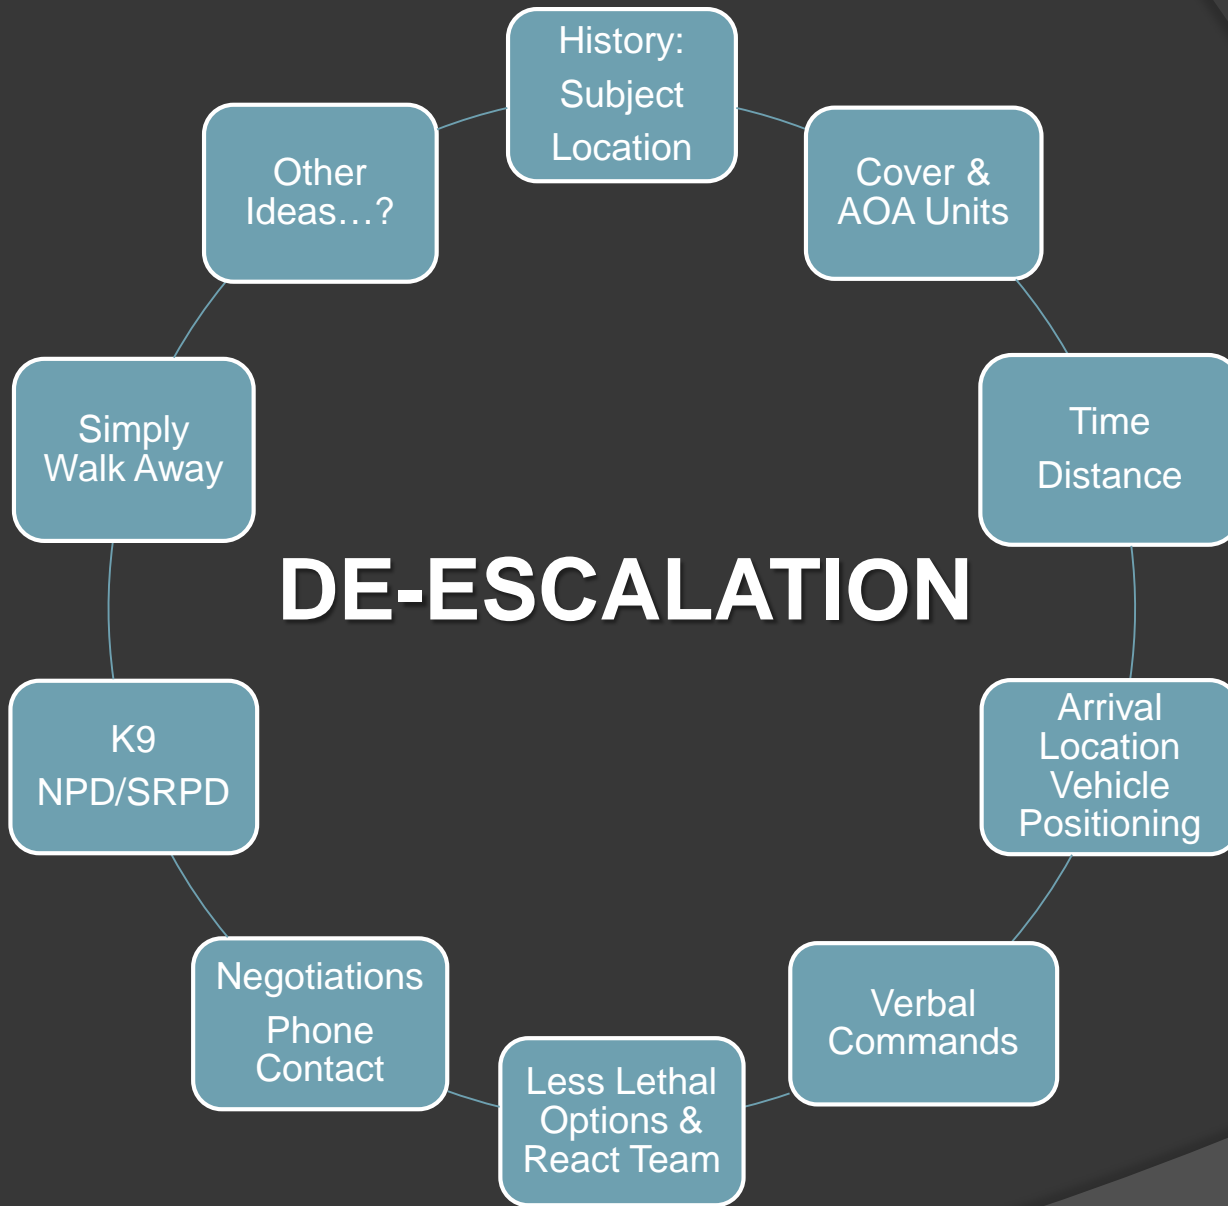 History:
Subject
Location
Cover &
AOA Units
Time
Distance
Arrival
Location
Vehicle
Positioning
Verbal
Commands
Less Lethal
Options &
React Team
Negotiations
Phone
Contact
K9
NPD/SRPD
Simply
Walk Away
Other
Ideas…?
DE-ESCALATION